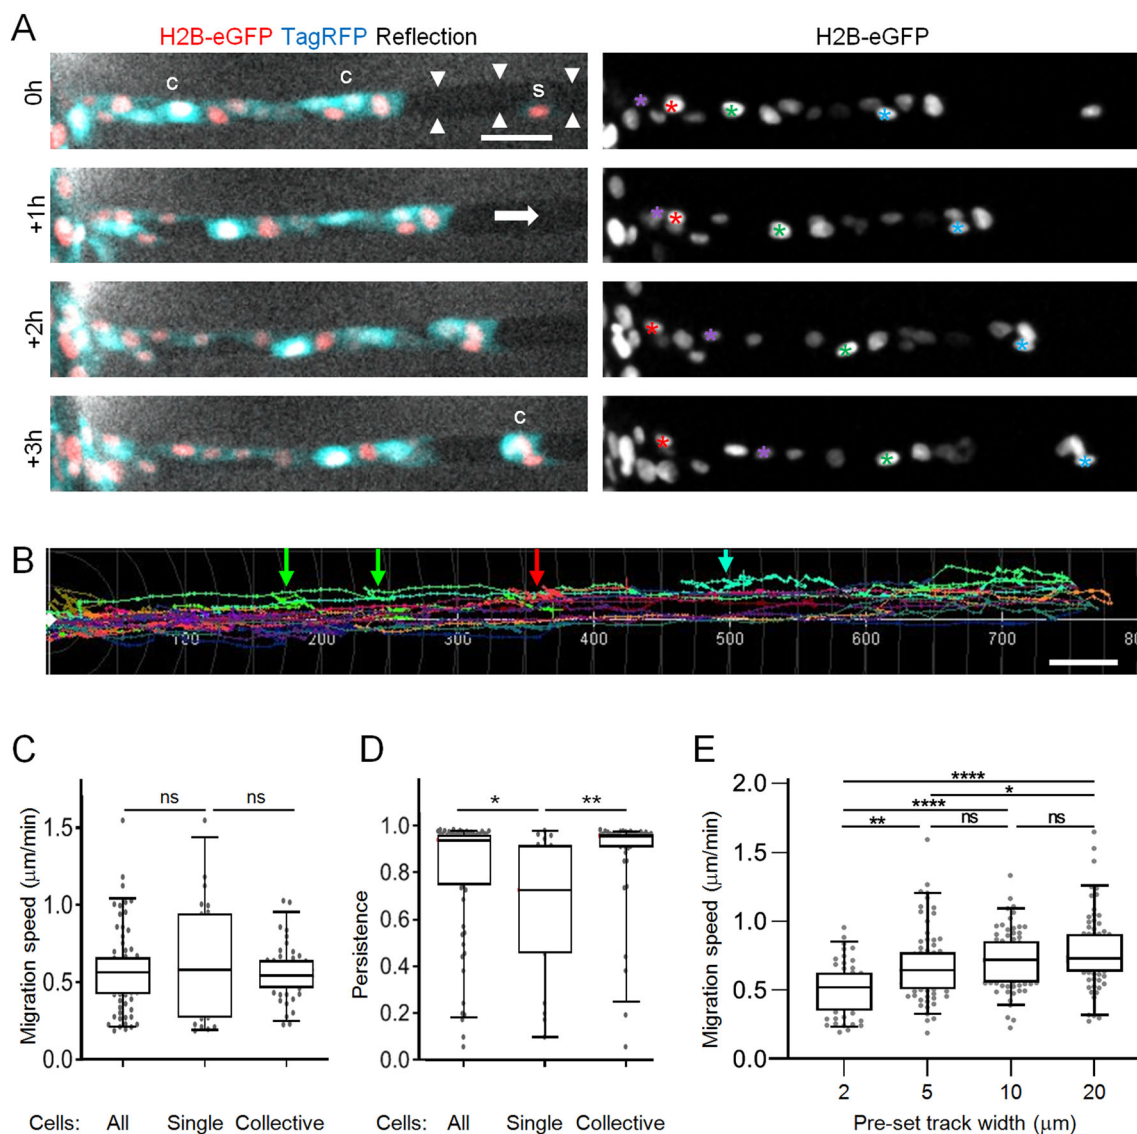 A
H2B-eGFP TagRFP Reflection
H2B-eGFP
0h
c
c
s
+1h
+2h
+3h
c
B
100 200 300 400 500 600 700 80
C
Migration speed (μm/min)
1.5
1.0
0.5
0.0
ns
ns
Cells: All Single Collective
D
Persistence
1.0
0.8
0.6
0.4
0.2
0.0
*
**
Cells: All Single Collective
E
Migration speed (μm/min)
2.0
1.5
1.0
0.5
0.0
****
*
****
**
ns
ns
2 5 10 20
Pre-set track width (μm)